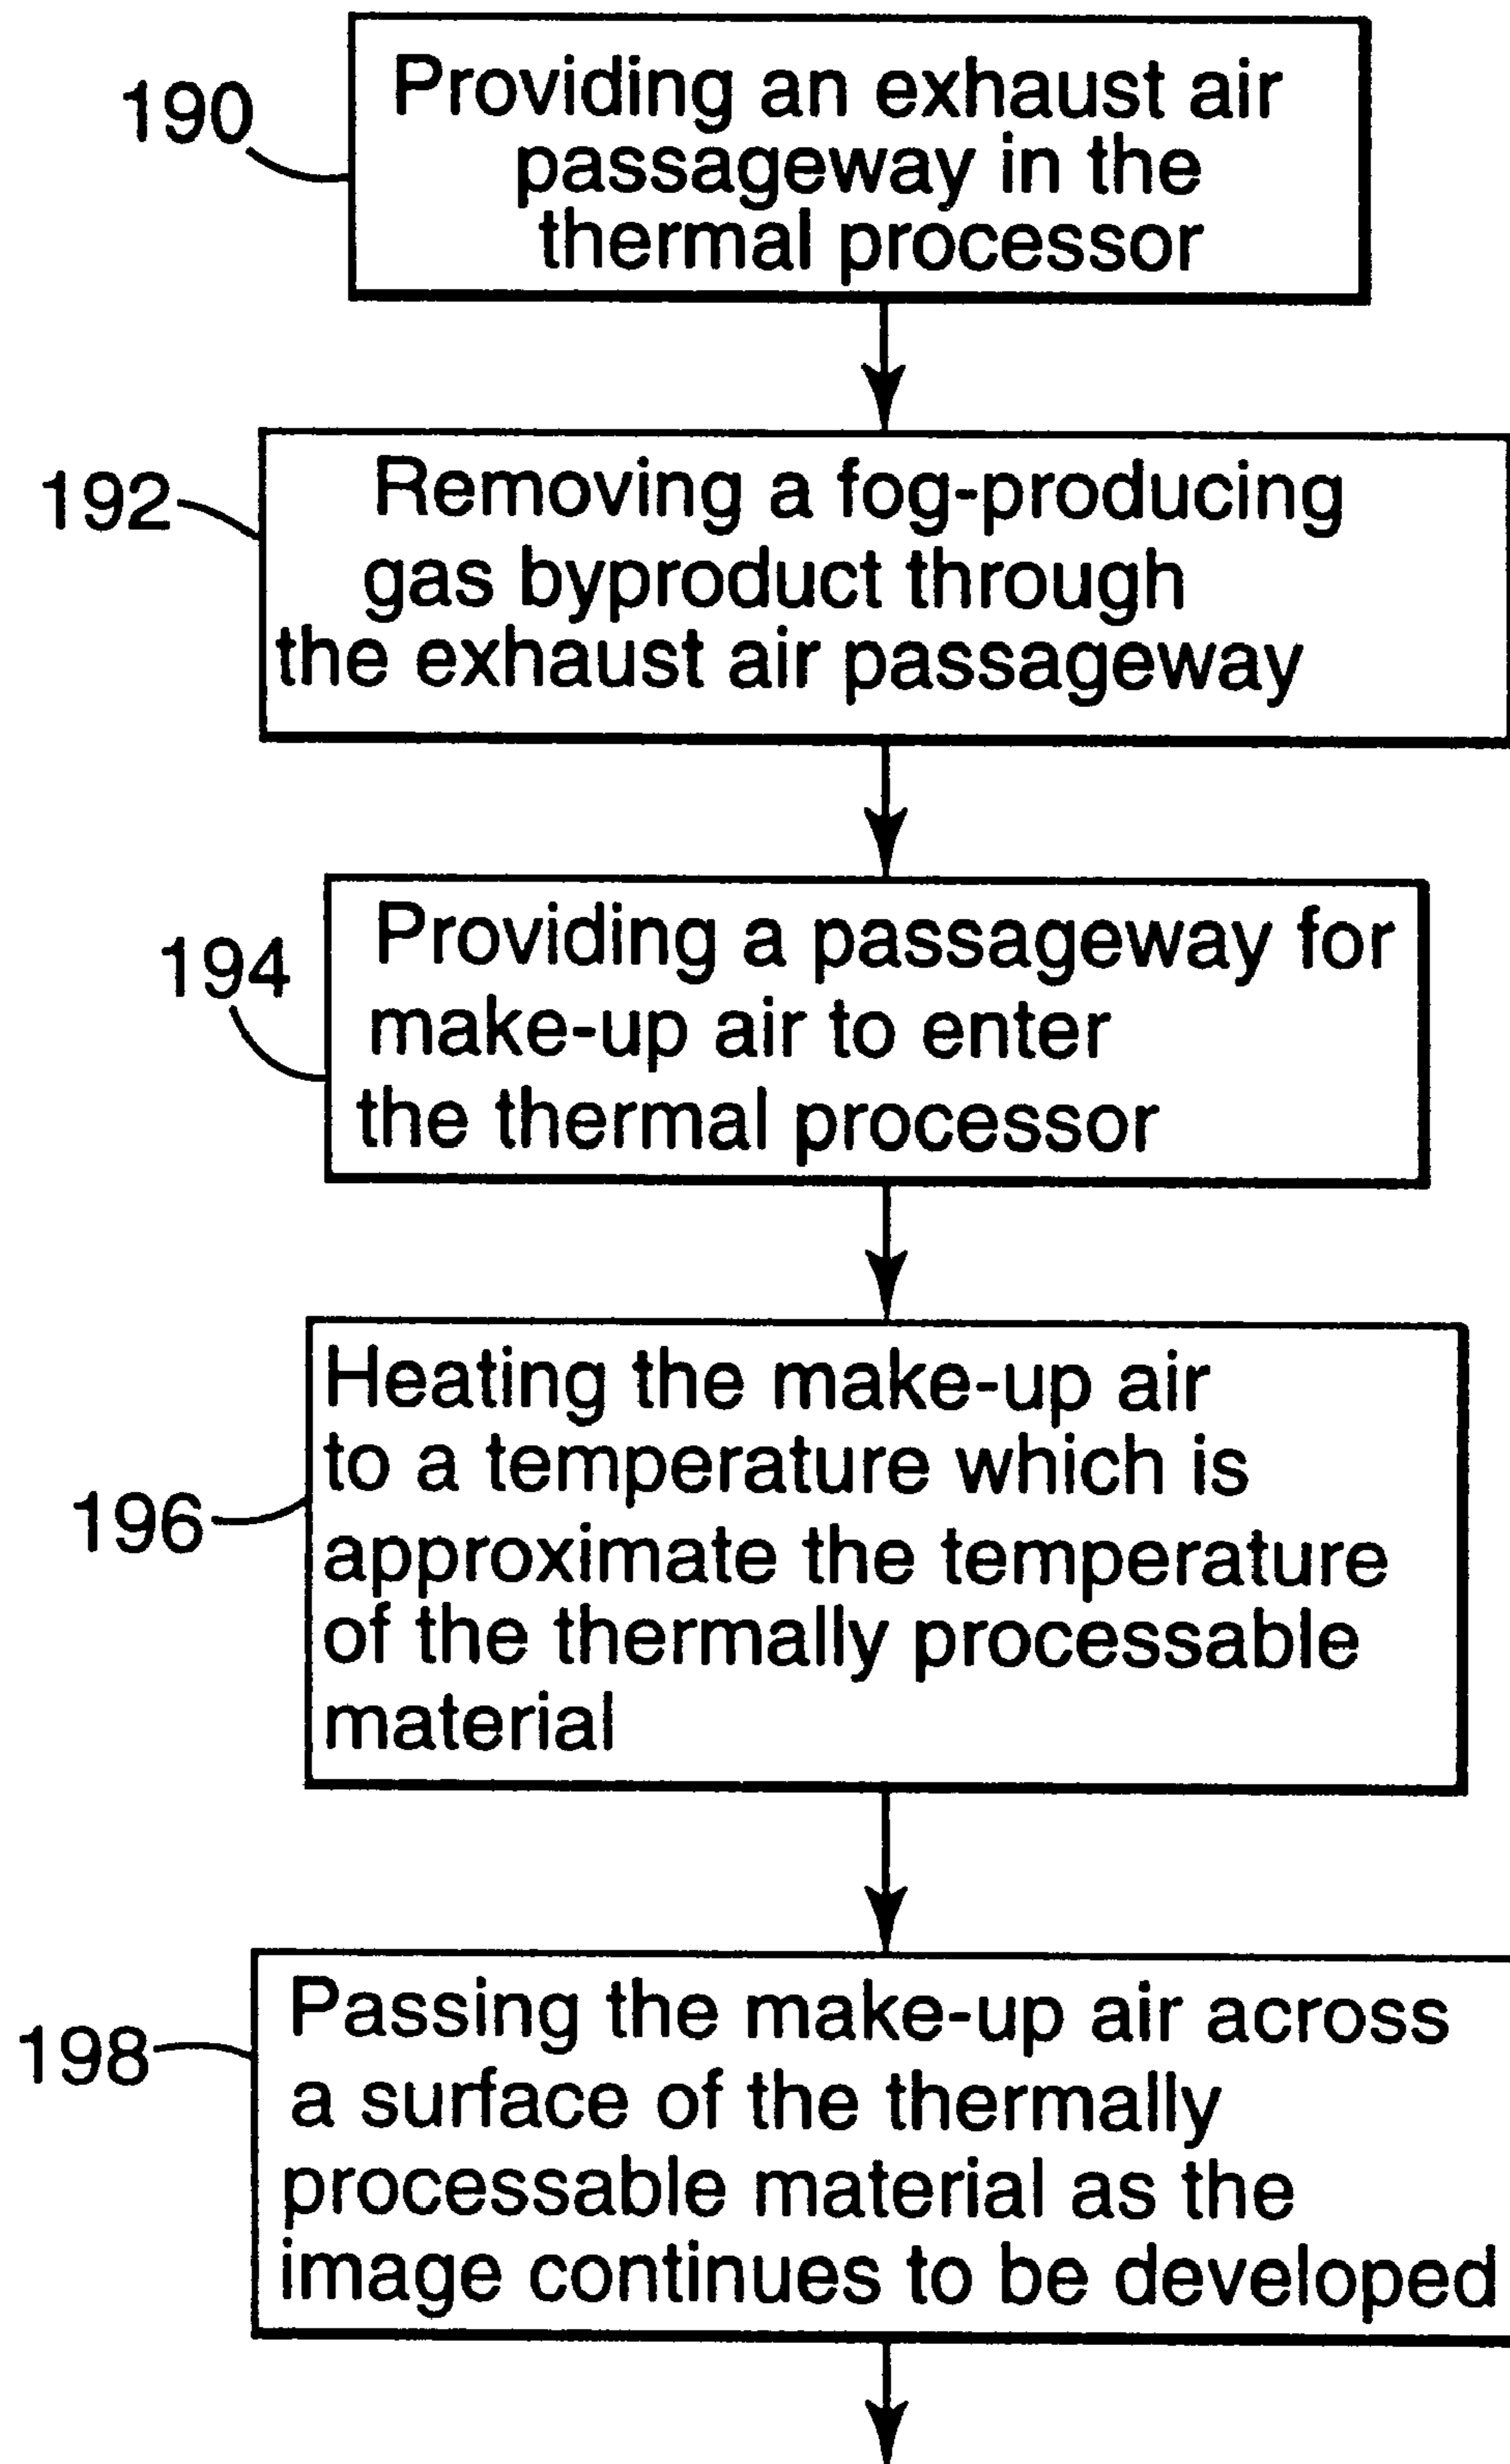 190
Providing an exhaust air
passageway in the
thermal processor
192
Removing a fog-producing
gas byproduct through
the exhaust air passageway
194
Providing a passageway for
make-up air to enter
the thermal processor
196
Heating the make-up air
to a temperature which is
approximate the temperature
of the thermally processable
material
198
Passing the make-up air across
a surface of the thermally
processable material as the
image continues to be developed